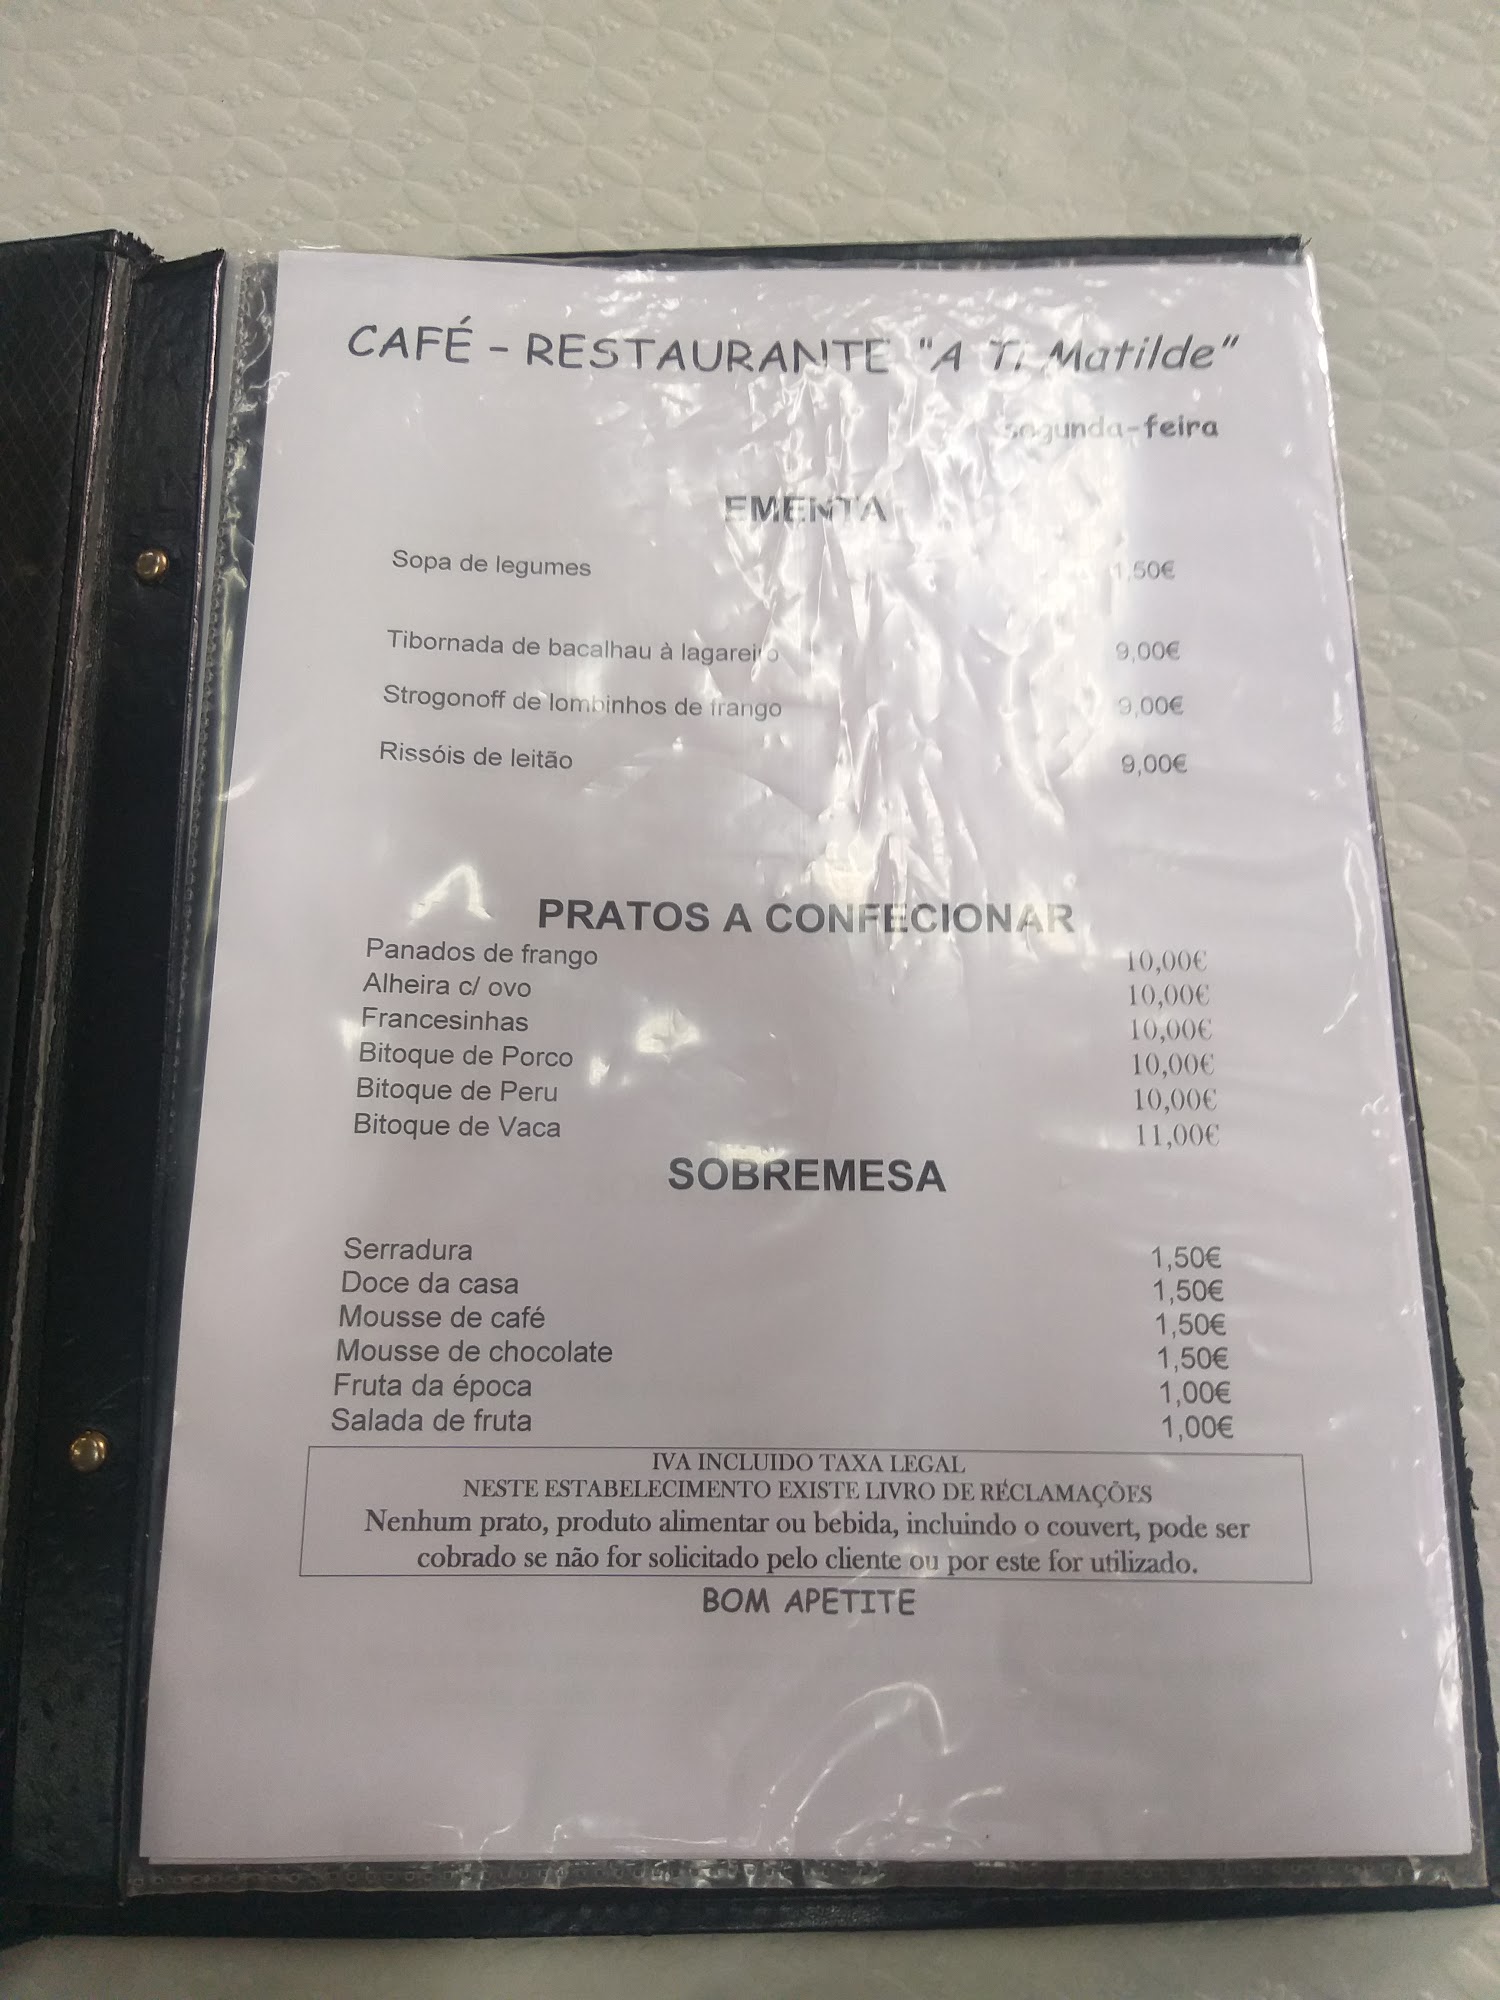 CAFÉ - RESTAURANTE "A Ti Matilde"
segunda-feira
EMENTA
Sopa de legumes 1,50€
Tibornada de bacalhau à lagareiro 9,00€
Strogonoff de lombinhos de frango 9,00€
Rissóis de leitão 9,00€
PRATOS A CONFECIONAR
Panados de frango 10,00€
Alheira c/ ovo 10,00€
Francesinhas 10,00€
Bitoque de Porco 10,00€
Bitoque de Peru 10,00€
Bitoque de Vaca 11,00€
SOBREMESA
Serradura 1,50€
Doce da casa 1,50€
Mousse de café 1,50€
Mousse de chocolate 1,50€
Fruta da época 1,00€
Salada de fruta 1,00€
IVA INCLUIDO TAXA LEGAL
NESTE ESTABELECIMENTO EXISTE LIVRO DE RÉCLAMAÇÕES
Nenhum prato, produto alimentar ou bebida, incluindo o couvert, pode ser
cobrado se não for solicitado pelo cliente ou por este for utilizado.
BOM APETITE